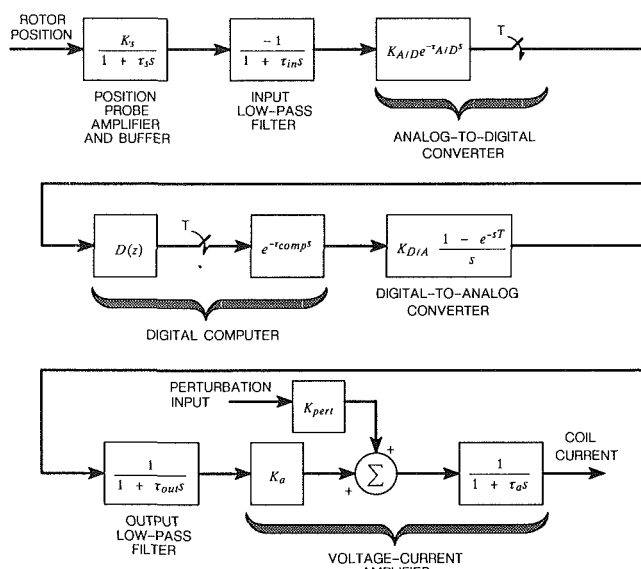 ROTOR
POSITION
K_s
1 + τ_s s
POSITION
PROBE
AMPLIFIER
AND BUFFER
-1
1 + τ_in s
INPUT
LOW-PASS
FILTER
K_A/D e^-τ_A/D s
T
ANALOG-TO-DIGITAL
CONVERTER
D(z)
T
e^-τ_comp s
DIGITAL COMPUTER
K_D/A 1 - e^-sT
s
DIGITAL-TO-ANALOG
CONVERTER
PERTURBATION
INPUT
K_pert
1
1 + τ_out s
OUTPUT
LOW-PASS
FILTER
K_a
+
+
Σ
1
1 + τ_a s
COIL
CURRENT
VOLTAGE-CURRENT